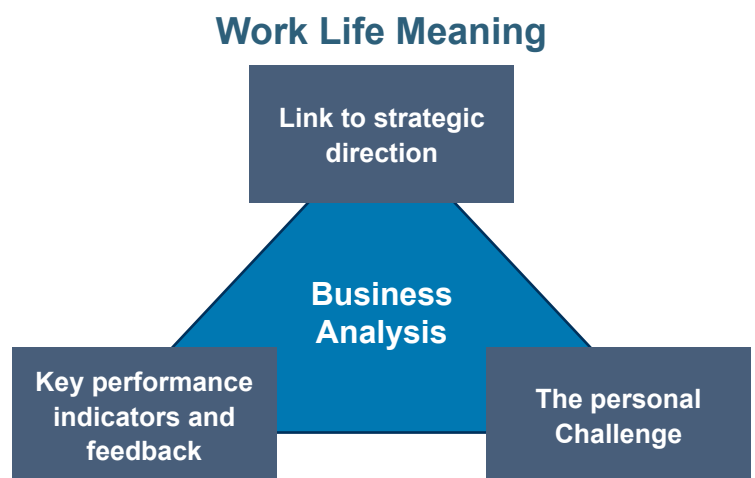 Work Life Meaning
Link to strategic
direction
Business
Analysis
Key performance
indicators and
feedback
The personal
Challenge